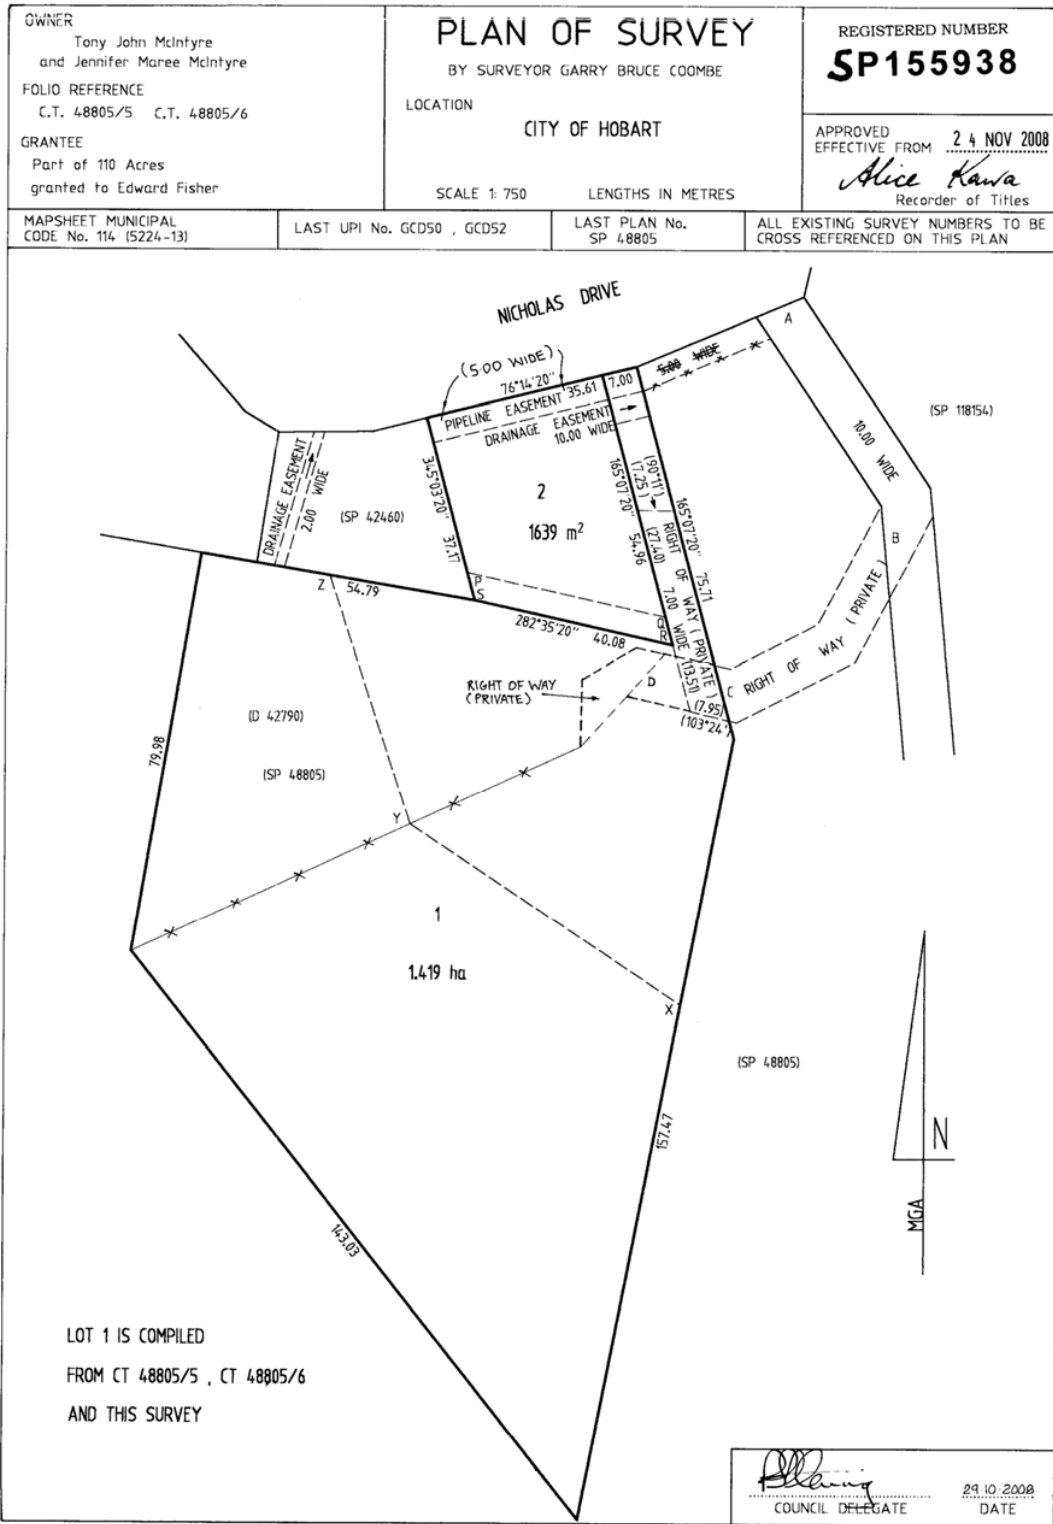 OWNER
Tony John McIntyre
and Jennifer Maree McIntyre
FOLIO REFERENCE
C.T. 48805/5 C.T. 48805/6
GRANTEE
Part of 110 Acres
granted to Edward Fisher
PLAN OF SURVEY
BY SURVEYOR GARRY BRUCE COOMBE
LOCATION
CITY OF HOBART
SCALE 1: 750 LENGTHS IN METRES
REGISTERED NUMBER
SP155938
APPROVED
EFFECTIVE FROM 24 NOV 2008
Alice Kawa
Recorder of Titles
MAPSHEET MUNICIPAL
CODE No. 114 (5224-13)
LAST UPI No. GCD50 , GCD52
LAST PLAN No.
SP 48805
ALL EXISTING SURVEY NUMBERS TO BE
CROSS REFERENCED ON THIS PLAN
NICHOLAS DRIVE
(5.00 WIDE)
76°14'20"
PIPELINE EASEMENT 35.61
7.00
5.00 WIDE
A
DRAINAGE EASEMENT
10.00 WIDE
(SP 118154)
10.00 WIDE
DRAINAGE EASEMENT
2.00 WIDE
(SP 42460)
345°03'20" 37.17
2
1639 m²
165°07'20" 54.96
(90°11')
(7.25)
(27.40)
165°07'20" 75.71
RIGHT OF WAY (PRIVATE)
7.00 WIDE
(13.51)
B
P
S
Q
R
Z
54.79
282°35'20" 40.08
RIGHT OF WAY
(PRIVATE)
D
C
RIGHT OF WAY (PRIVATE)
(7.95)
(103°24')
(D 42790)
(SP 48805)
79.98
Y
1
1.419 ha
X
(SP 48805)
157.47
143.03
N
MGA
LOT 1 IS COMPILED
FROM CT 48805/5 , CT 48805/6
AND THIS SURVEY
COUNCIL DELEGATE
29.10.2008
DATE